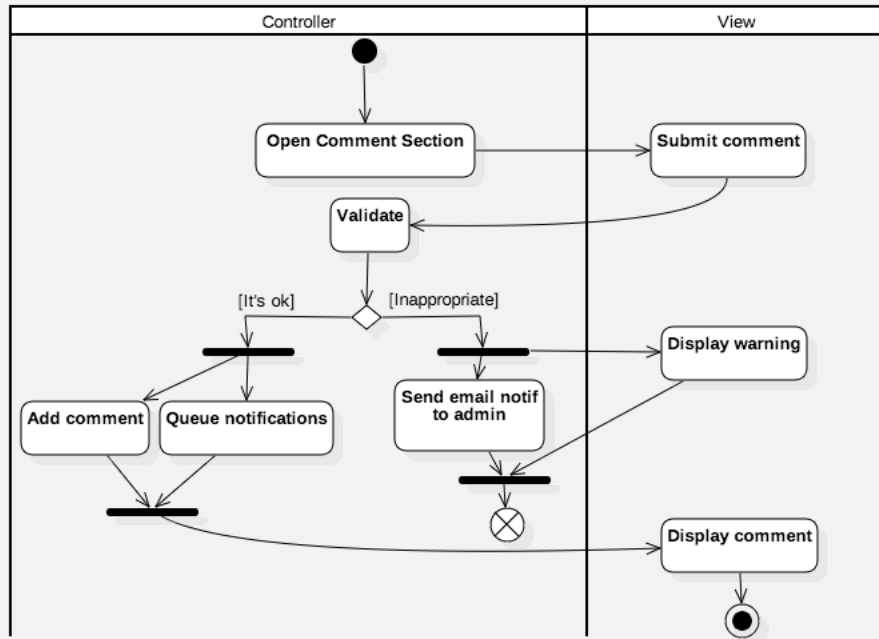 Controller
View
Open Comment Section
Submit comment
Validate
[It's ok]
[Inappropriate]
Display warning
Add comment
Queue notifications
Send email notif
to admin
Display comment